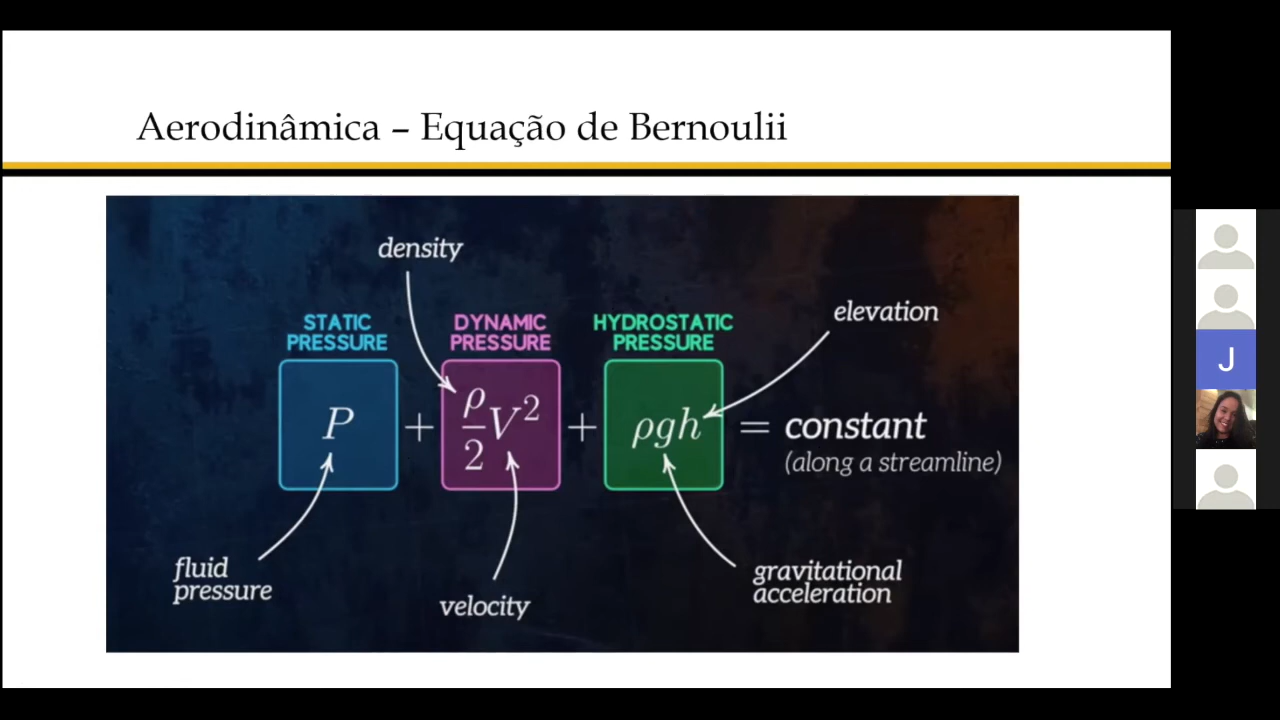 Aerodinâmica – Equação de Bernoulii
density
elevation
STATIC
PRESSURE
DYNAMIC
PRESSURE
HYDROSTATIC
PRESSURE
P + ρ/2 V² + ρgh = constant
(along a streamline)
fluid
pressure
velocity
gravitational
acceleration
J